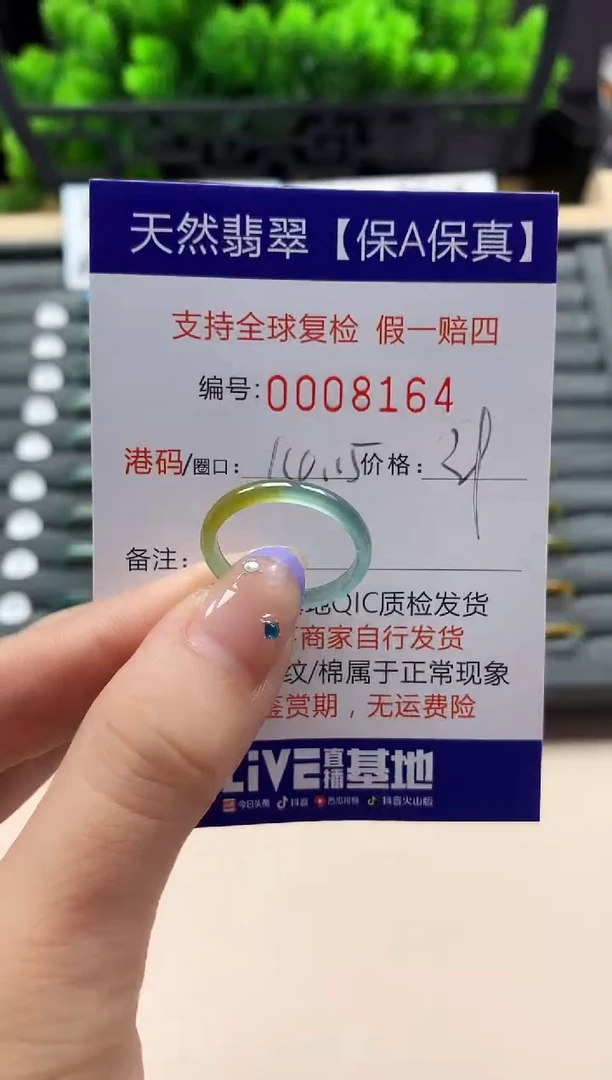 天然翡翠【保A保真】
支持全球复检 假一赔四
编号:0008164
港码/圈口: 价格:
备注:
QIC质检发货
商家自行发货
纹/棉属于正常现象
鉴赏期，无运费险
LIVE直播基地
今日头条 抖音 西瓜视频 抖音火山版